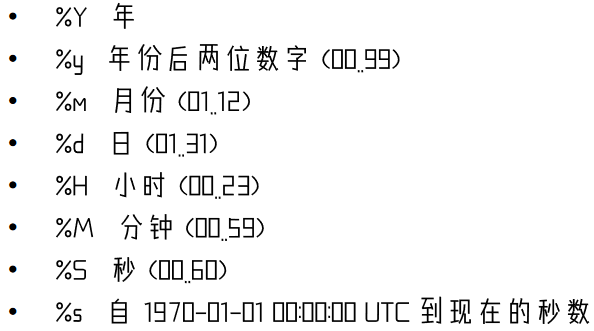 • %Y 年
• %y 年份后两位数字 (00..99)
• %m 月份 (01..12)
• %d 日 (01..31)
• %H 小时 (00..23)
• %M 分钟 (00..59)
• %S 秒 (00..60)
• %s 自 1970-01-01 00:00:00 UTC 到现在的秒数